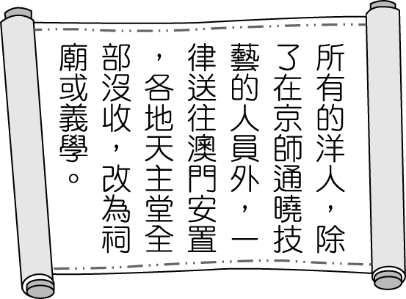 所有的洋人，除
了在京師通曉技
藝的人員外，一
律送往澳門安置
，各地天主堂全
部沒收，改為祠
廟或義學。